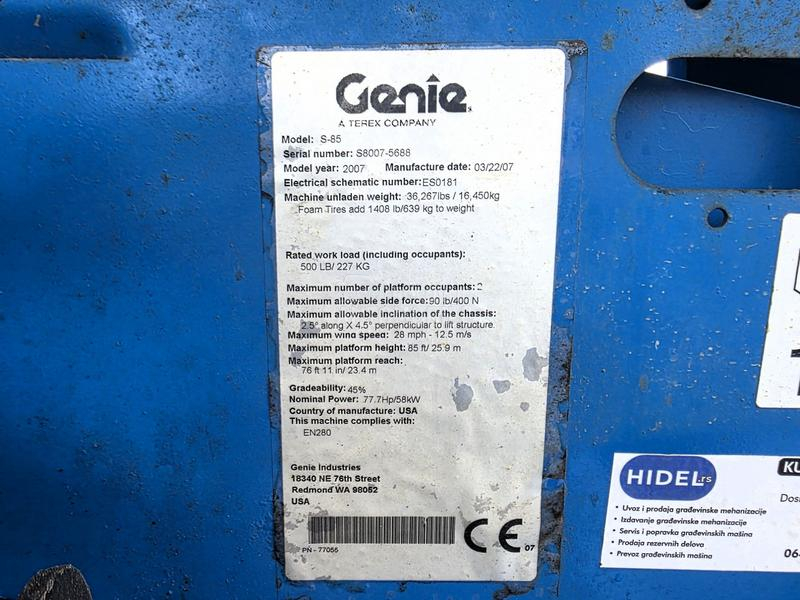 Genie
A TEREX COMPANY
Model: S-85
Serial number: S8007-5688
Model year: 2007 Manufacture date: 03/22/07
Electrical schematic number: ES0181
Machine unladen weight: 36,267lbs / 16,450kg
Foam Tires add 1408 lb/639 kg to weight
Rated work load (including occupants):
500 LB/ 227 KG
Maximum number of platform occupants: 2
Maximum allowable side force: 90 lb/400 N
Maximum allowable inclination of the chassis:
2.5° along X 4.5° perpendicular to lift structure.
Maximum wind speed: 28 mph - 12.5 m/s
Maximum platform height: 85 ft/ 25.9 m
Maximum platform reach:
76 ft 11 in/ 23.4 m
Gradeability: 45%
Nominal Power: 77.7Hp/58kW
Country of manufacture: USA
This machine complies with:
EN280
Genie Industries
18340 NE 76th Street
Redmond WA 98052
USA
PN - 77055
CE 07
HIDEL.rs
• Uvoz i prodaja građevinske mehanizacije
• Izdavanje građevinske mehanizacije
• Servis i popravka građevinskih mašina
• Prodaja rezervnih delova
• Prevoz građevinskih mašina